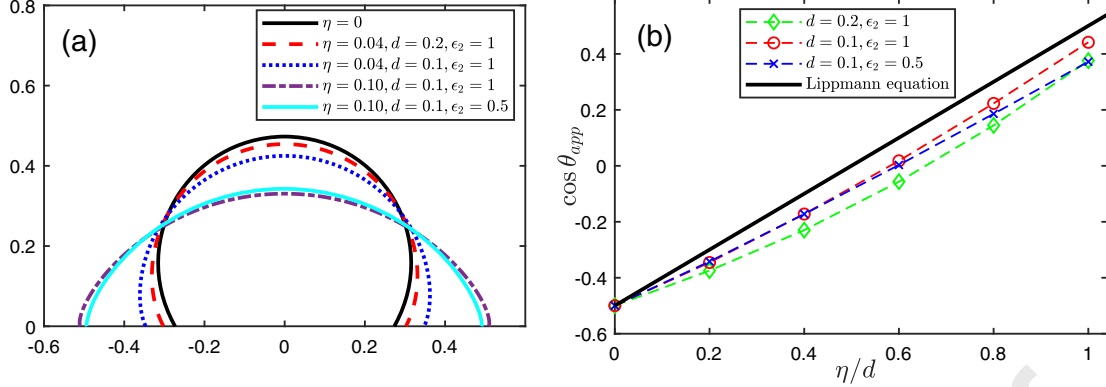 (a)
η = 0
η = 0.04, d = 0.2, ϵ₂ = 1
η = 0.04, d = 0.1, ϵ₂ = 1
η = 0.10, d = 0.1, ϵ₂ = 1
η = 0.10, d = 0.1, ϵ₂ = 0.5
0.8
0.6
0.4
0.2
0
-0.6 -0.4 -0.2 0 0.2 0.4
(b)
d = 0.2, ϵ₂ = 1
d = 0.1, ϵ₂ = 1
d = 0.1, ϵ₂ = 0.5
Lippmann equation
cos θ_app
0.4
0.2
0
-0.2
-0.4
-0.6
0 0.2 0.4 0.6 0.8 1
η/d